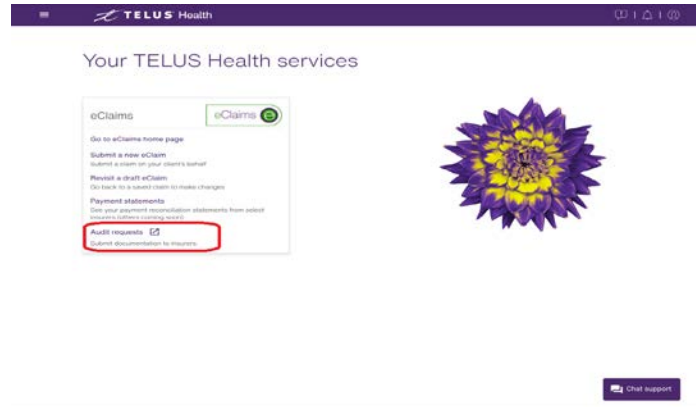 TELUS Health
Your TELUS Health services
eClaims
eClaims
Go to eClaims home page
Submit a new eClaim
Submit a claim on your client's behalf
Revisit a draft eClaim
Go back to a saved claim to make changes
Payment statements
See your payment reconciliation statements from select
insurers (others coming soon)
Audit requests
Submit documentation to insurers
Chat support